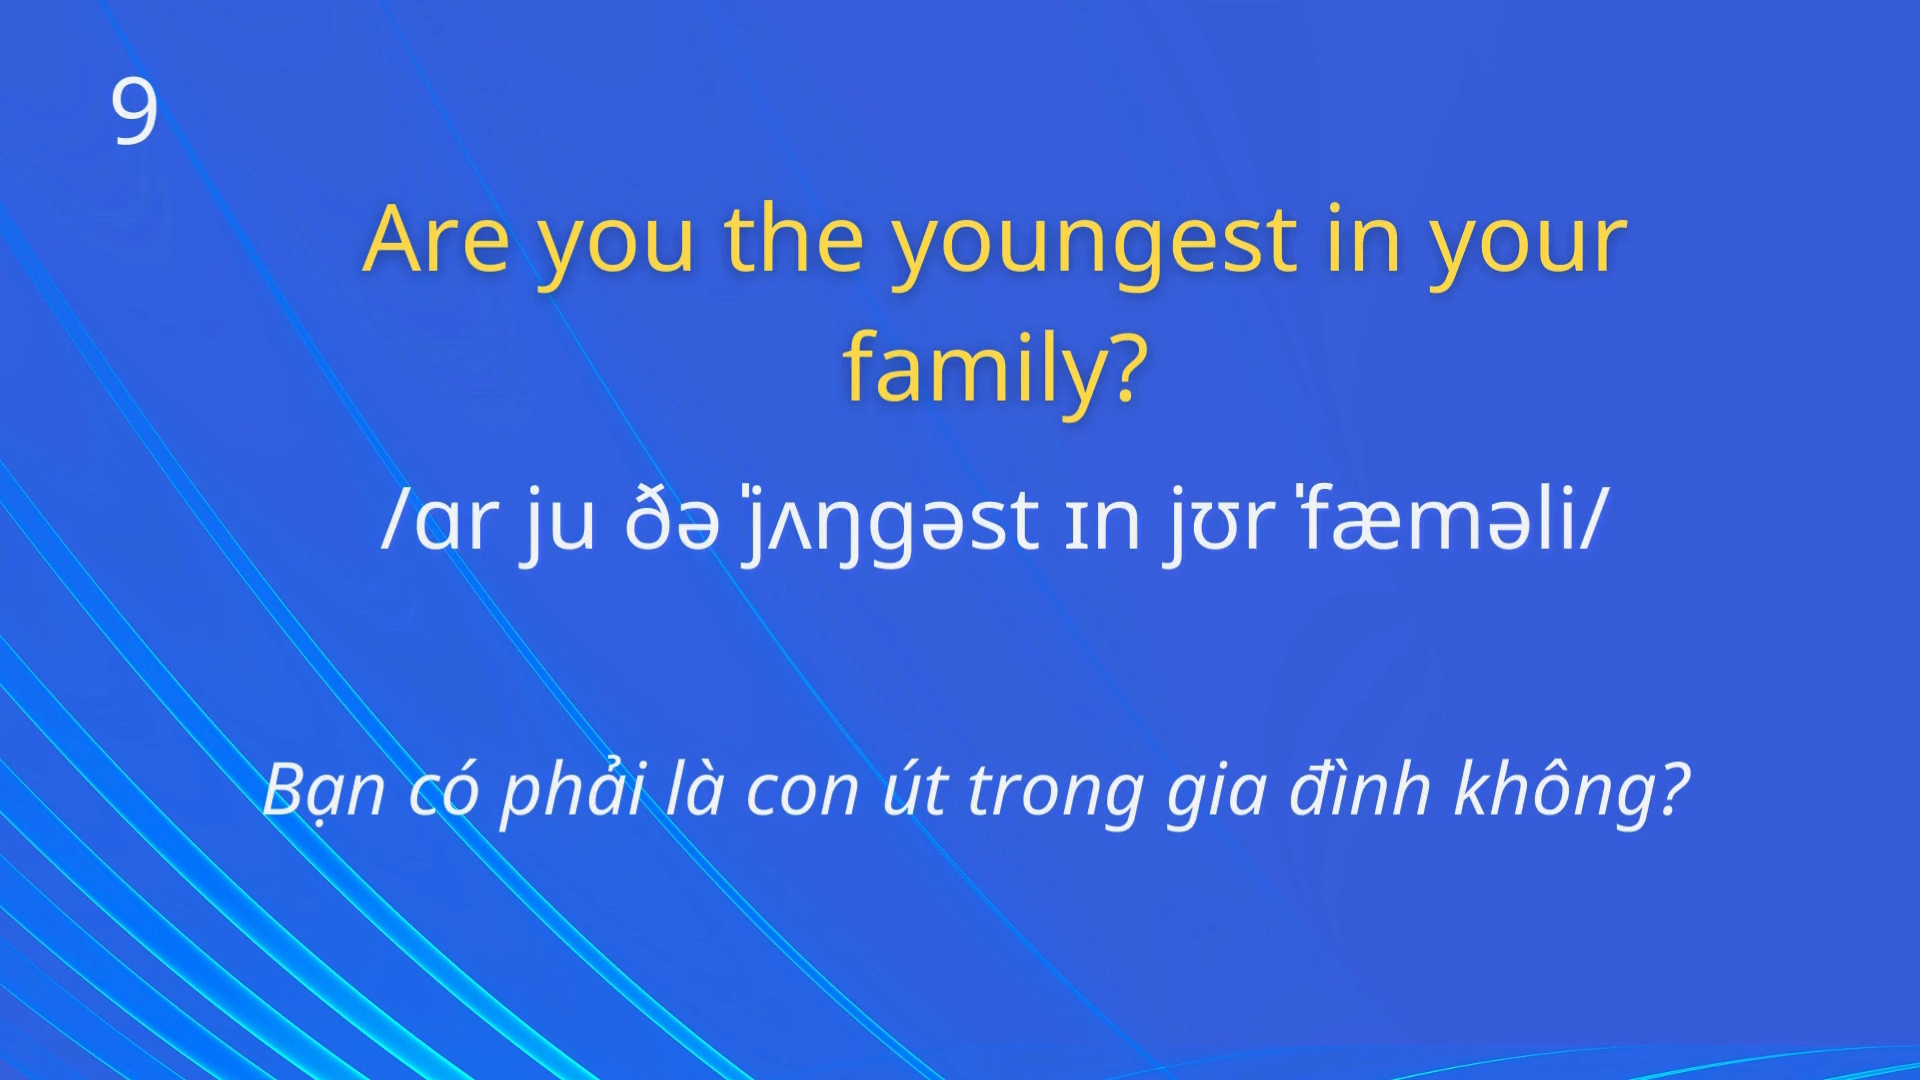 9
Are you the youngest in your
family?
/ɑr ju ðə ˈjʌŋgəst ɪn jʊr ˈfæməli/
Bạn có phải là con út trong gia đình không?